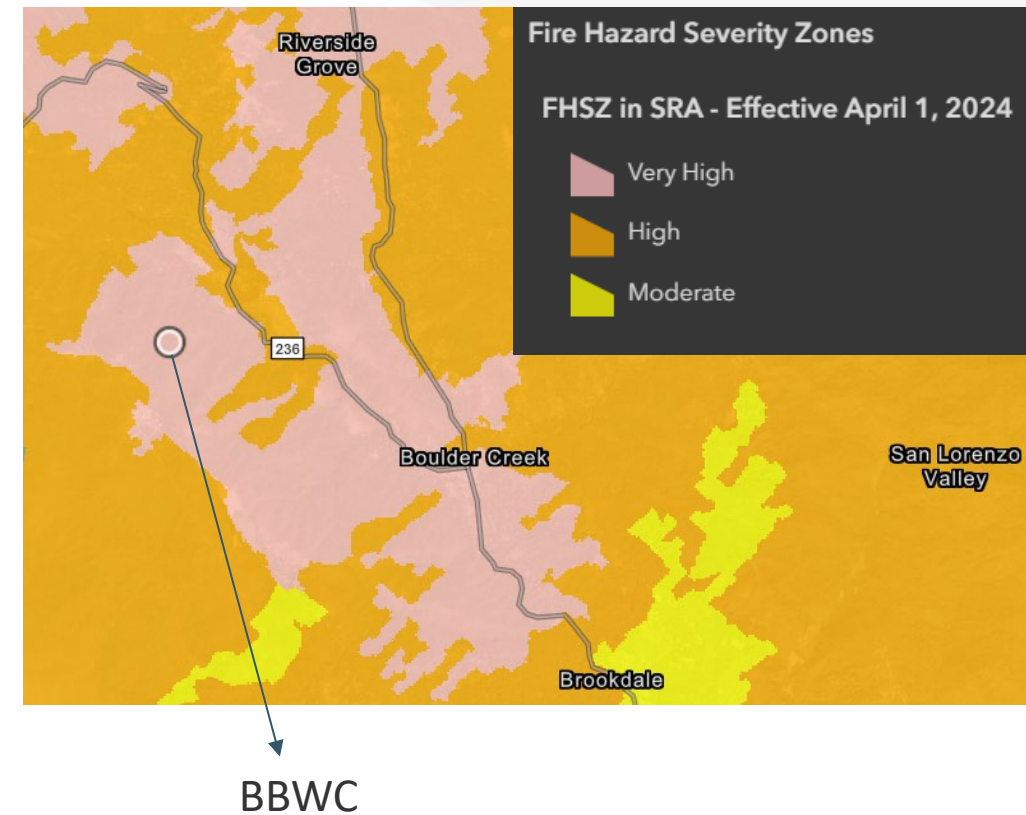 Riverside
Grove
Fire Hazard Severity Zones
FHSZ in SRA - Effective April 1, 2024
Very High
High
Moderate
236
Boulder Creek
San Lorenzo
Valley
Brookdale
BBWC